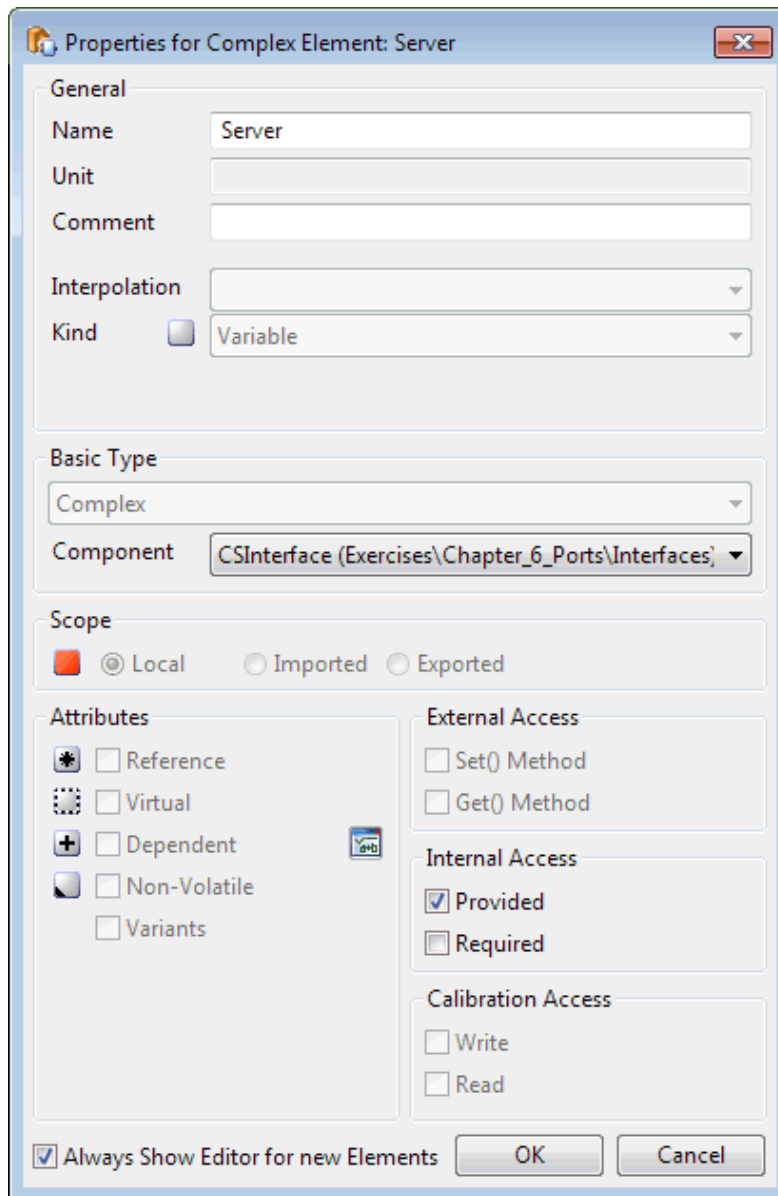 Properties for Complex Element: Server
General
Name Server
Unit
Comment
Interpolation
Kind Variable
Basic Type
Complex
Component CSInterface (Exercises\Chapter_6_Ports\Interfaces)
Scope
Local Imported Exported
Attributes
Reference
Virtual
Dependent
Non-Volatile
Variants
External Access
Set() Method
Get() Method
Internal Access
Provided
Required
Calibration Access
Write
Read
Always Show Editor for new Elements OK Cancel